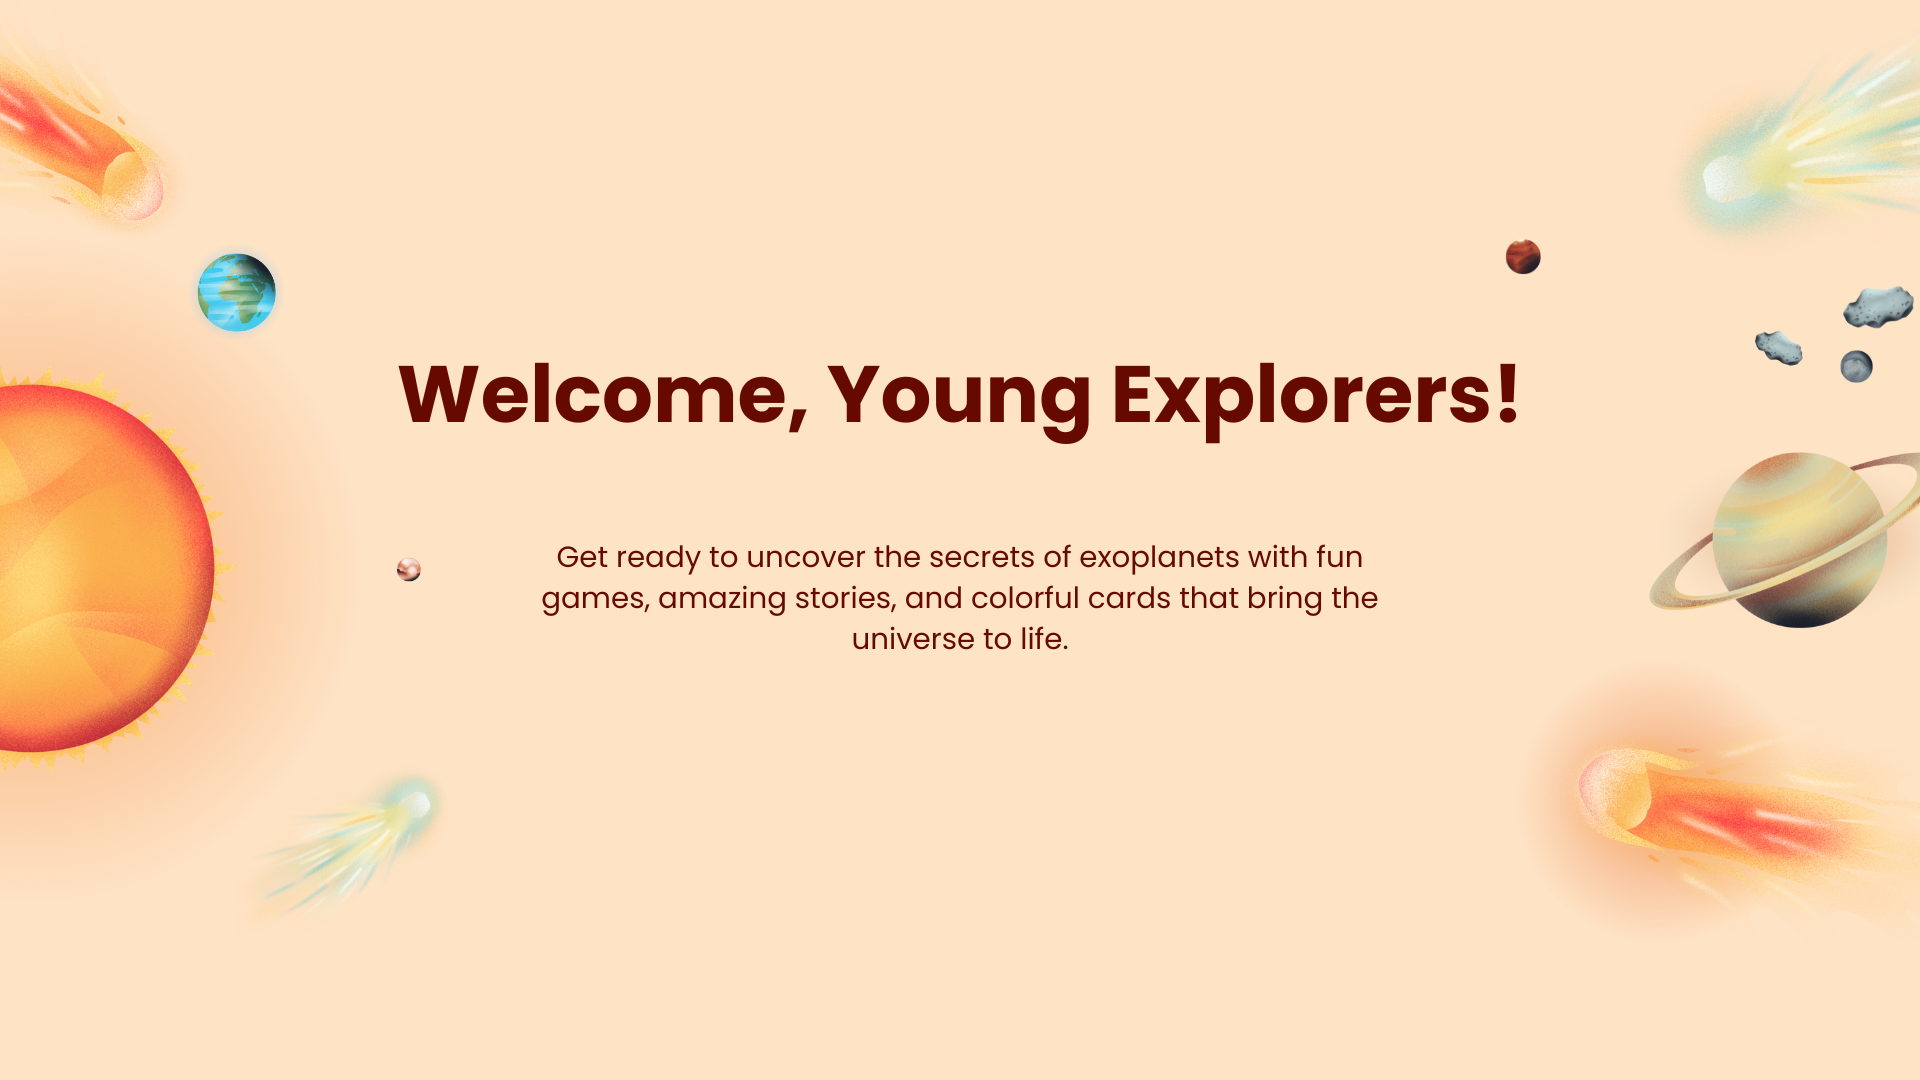 Welcome, Young Explorers!
Get ready to uncover the secrets of exoplanets with fun
games, amazing stories, and colorful cards that bring the
universe to life.